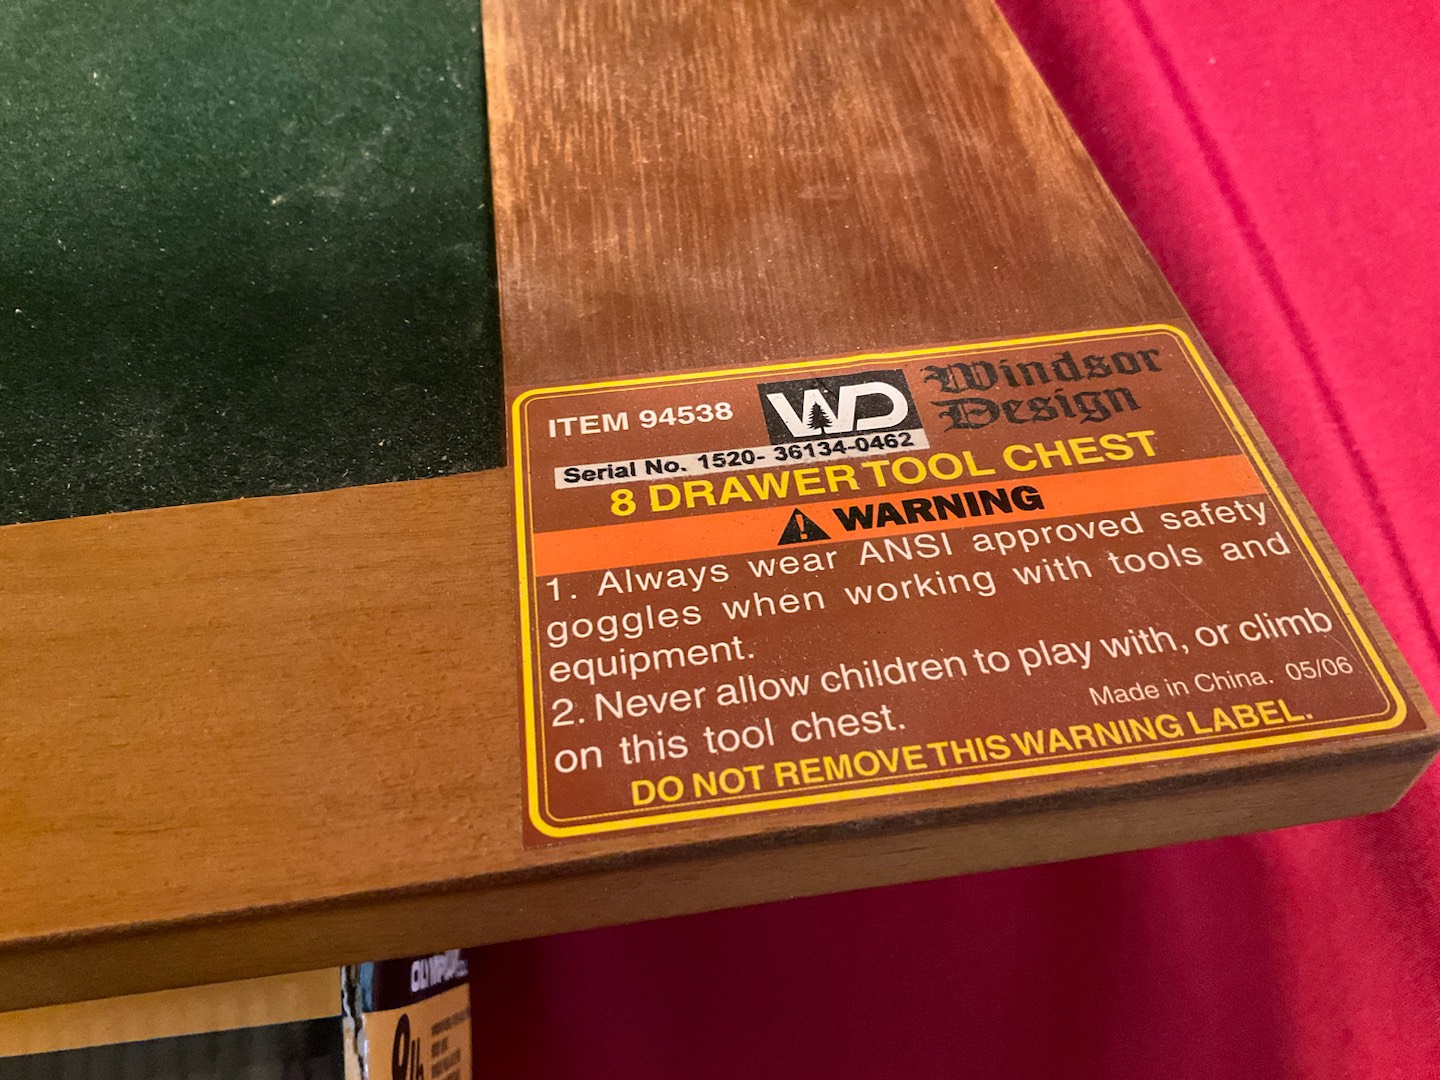 ITEM 94538
WD
Windsor
Design
Serial No. 1520- 36134-0462
8 DRAWER TOOL CHEST
WARNING
1. Always wear ANSI approved safety
goggles when working with tools and
equipment.
2. Never allow children to play with, or climb
on this tool chest.
Made in China. 05/06
DO NOT REMOVE THIS WARNING LABEL.